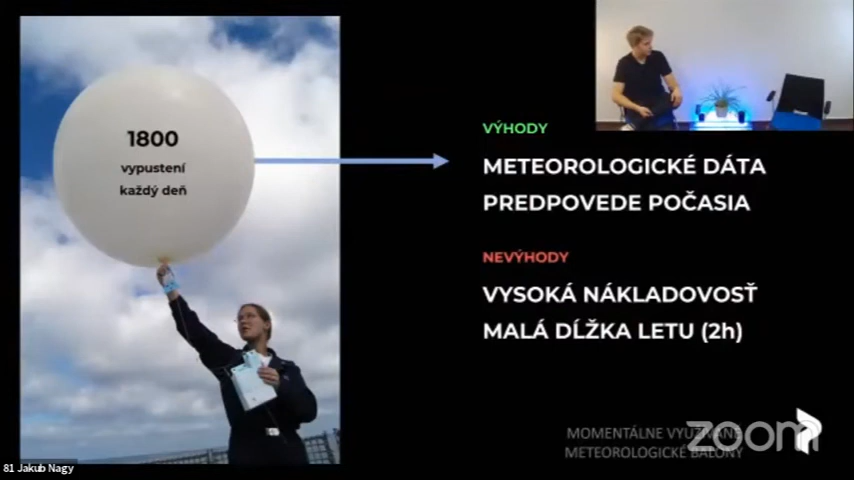 1800
vypustení
každý deň
VÝHODY
METEOROLOGICKÉ DÁTA
PREDPOVEDE POČASIA
NEVÝHODY
VYSOKÁ NÁKLADOVOSŤ
MALÁ DĹŽKA LETU (2h)
MOMENTÁLNE VYUŽÍVANÉ
METEOROLOGICKÉ BALÓNY
zoom
81 Jakub Nagy